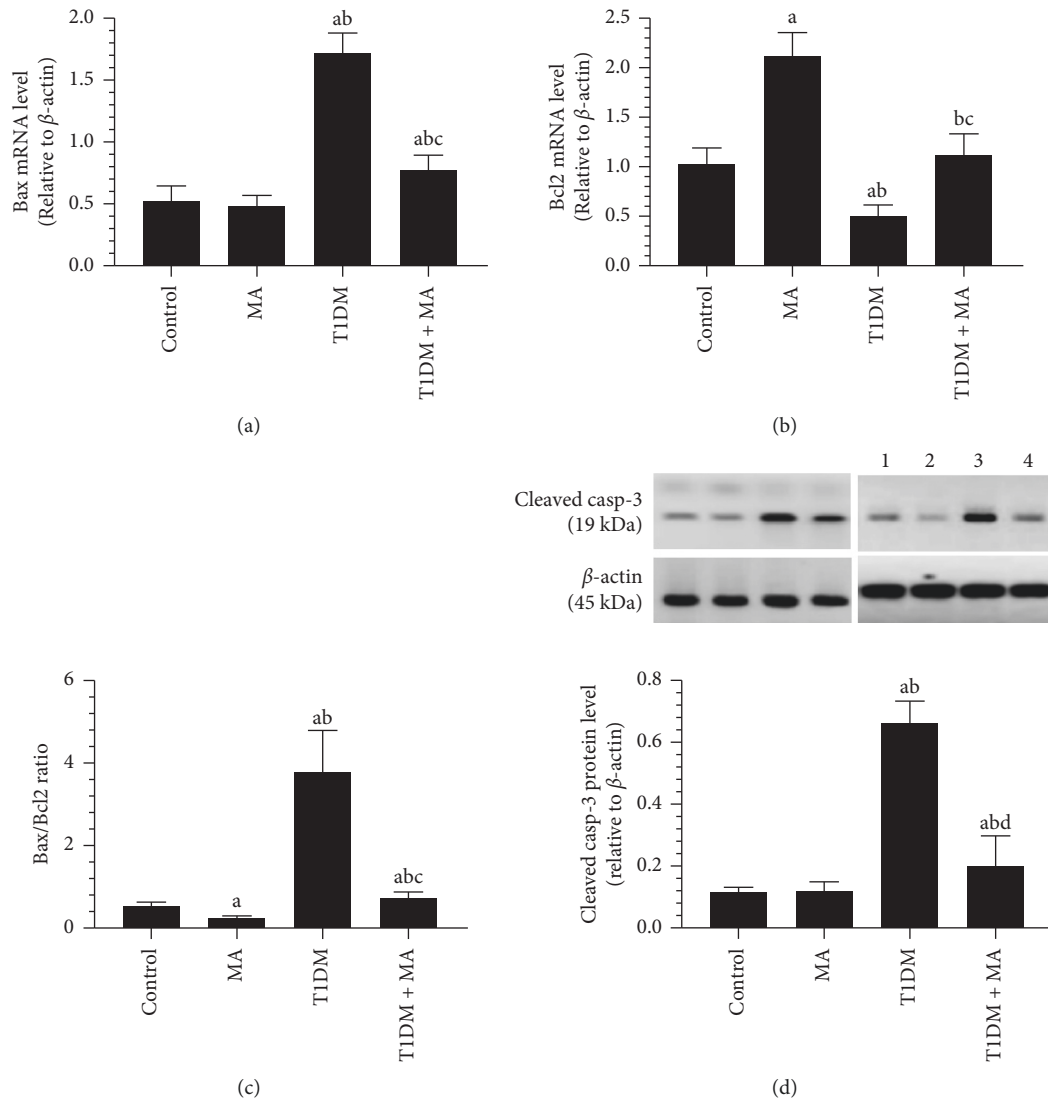 2.0
1.5
1.0
0.5
0.0
Bax mRNA level
(Relative to β-actin)
ab
abc
Control
MA
T1DM
T1DM + MA
(a)
2.5
2.0
1.5
1.0
0.5
0.0
Bcl2 mRNA level
(Relative to β-actin)
a
ab
bc
Control
MA
T1DM
T1DM + MA
(b)
1 2 3 4
Cleaved casp-3
(19 kDa)
β-actin
(45 kDa)
6
4
2
0
Bax/Bcl2 ratio
a
ab
abc
Control
MA
T1DM
T1DM + MA
(c)
0.8
0.6
0.4
0.2
0.0
Cleaved casp-3 protein level
(relative to β-actin)
ab
abd
Control
MA
T1DM
T1DM + MA
(d)